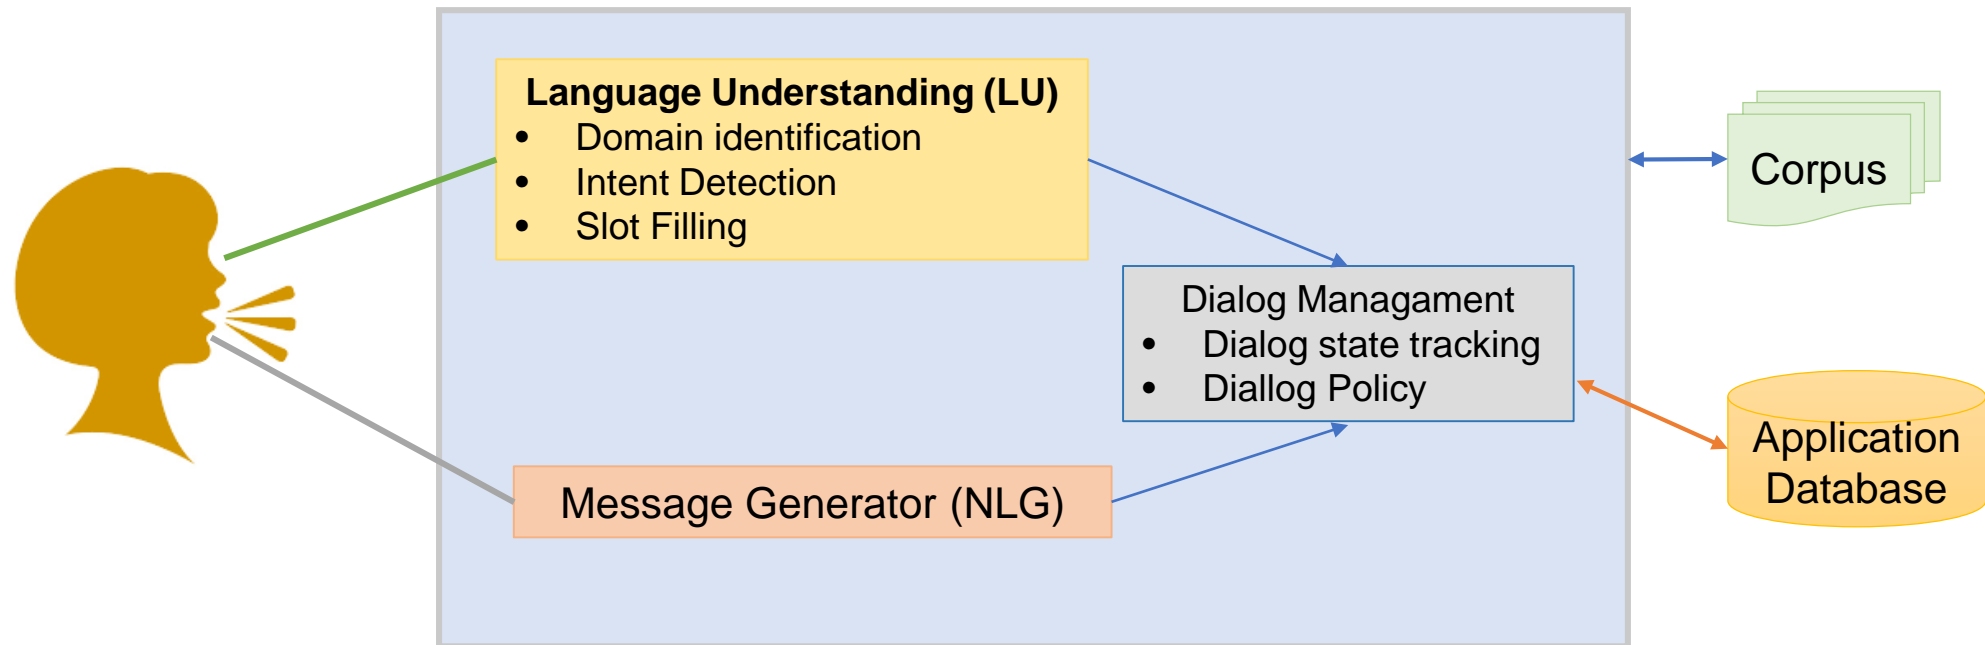 Language Understanding (LU)
• Domain identification
• Intent Detection
• Slot Filling
Dialog Managament
• Dialog state tracking
• Diallog Policy
Message Generator (NLG)
Corpus
Application
Database